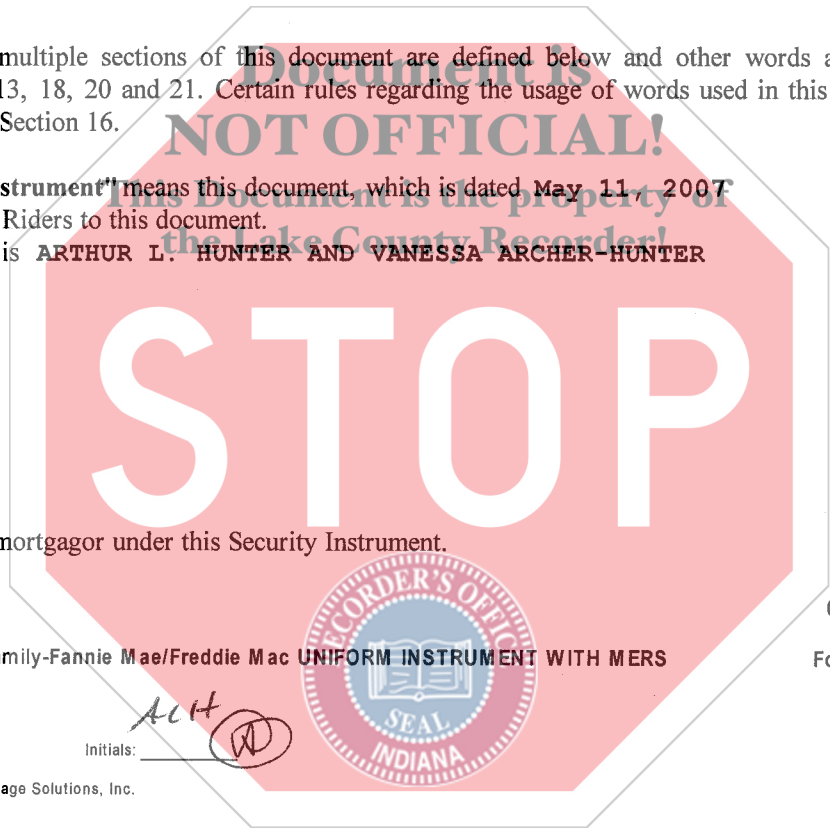 multiple sections of this document are defined below and other words a
Document is
13, 18, 20 and 21. Certain rules regarding the usage of words used in this
Section 16.
NOT OFFICIAL!
strument" means this document, which is dated May 11, 2007
This Document is the property of
Riders to this document.
the Lake County Recorder!
is ARTHUR L. HUNTER AND VANESSA ARCHER-HUNTER
STOP
mortgagor under this Security Instrument.
RECORDER'S OFFICE
mily-Fannie Mae/Freddie Mac UNIFORM INSTRUMENT WITH MERS Fo
SEAL
INDIANA
ALH
Initials:
age Solutions, Inc.